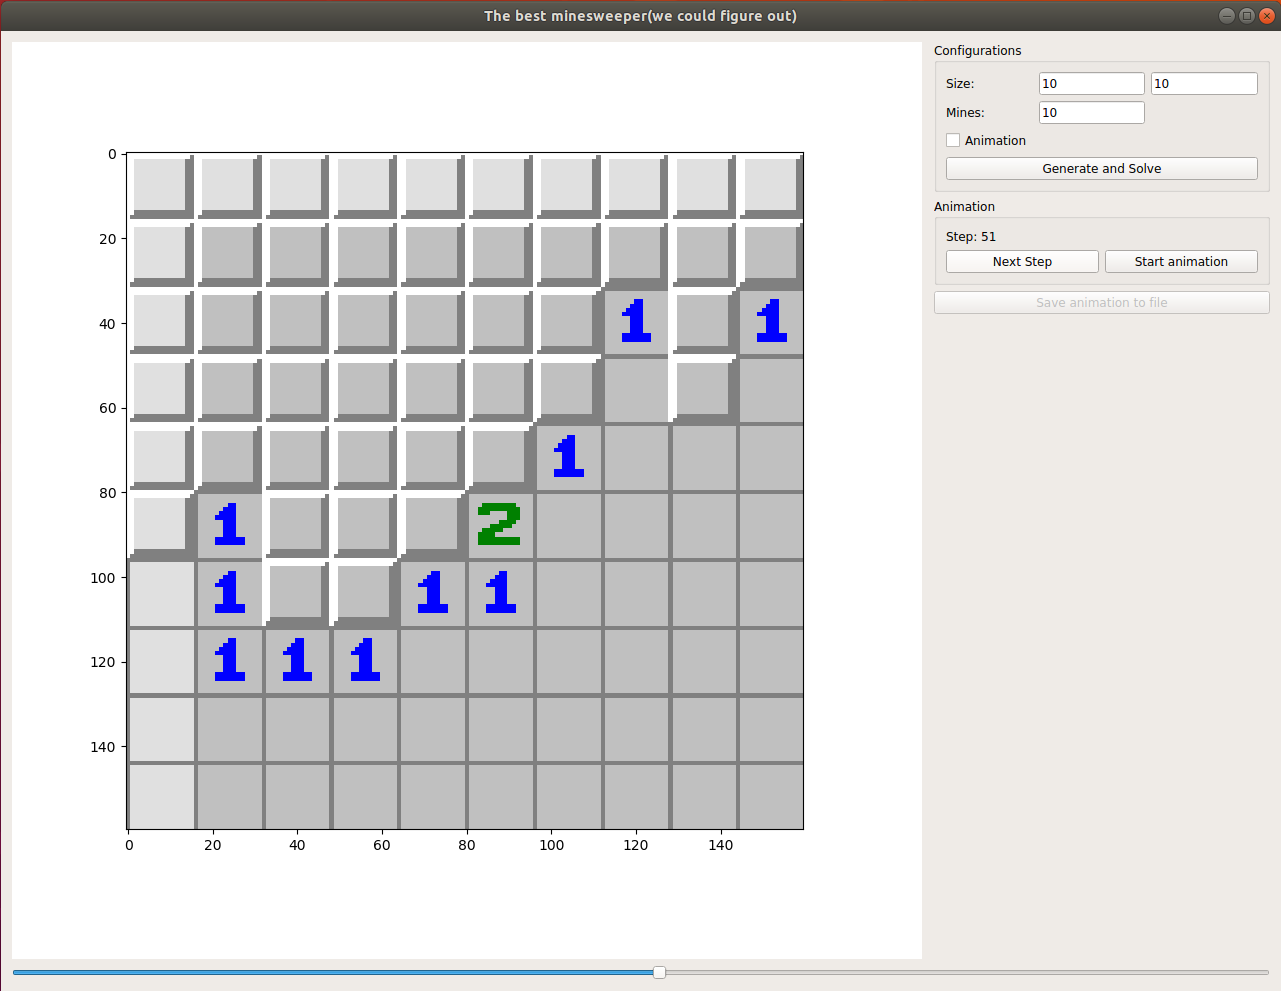 The best minesweeper(we could figure out)
Configurations
Size: 10 10
Mines: 10
Animation
Generate and Solve
Animation
Step: 51
Next Step Start animation
Save animation to file
0
20
40 1 1
60
1
80
1 2
100 1 1 1
120 1 1 1
140
0 20 40 60 80 100 120 140